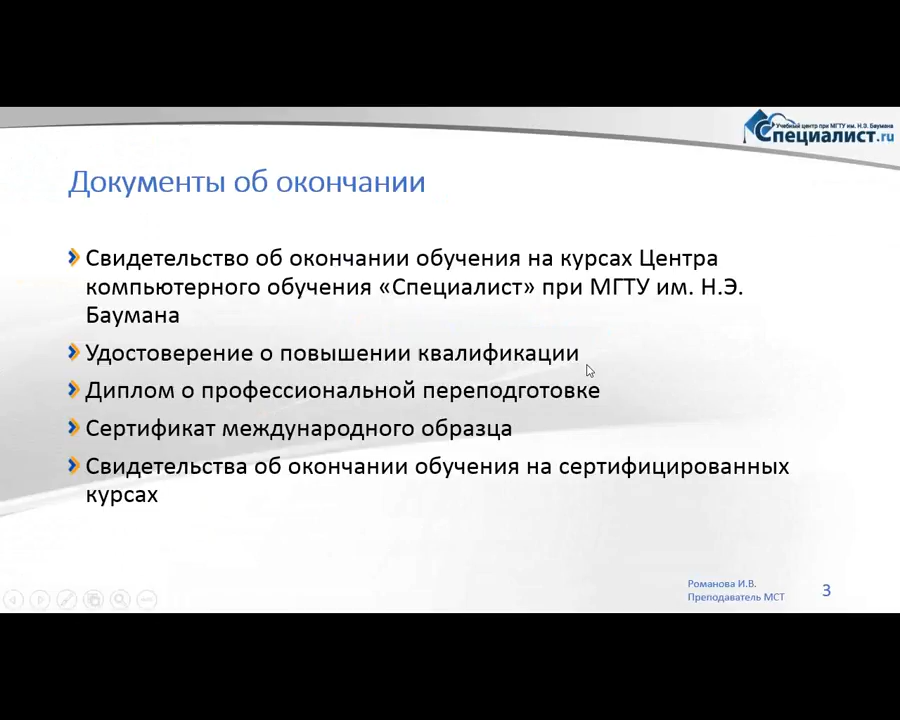 Учебный центр при МГТУ им. Н.Э. Баумана
Специалист.ru
Документы об окончании
Свидетельство об окончании обучения на курсах Центра
компьютерного обучения «Специалист» при МГТУ им. Н.Э.
Баумана
Удостоверение о повышении квалификации
Диплом о профессиональной переподготовке
Сертификат международного образца
Свидетельства об окончании обучения на сертифицированных
курсах
Романова И.В.
Преподаватель МСТ
3